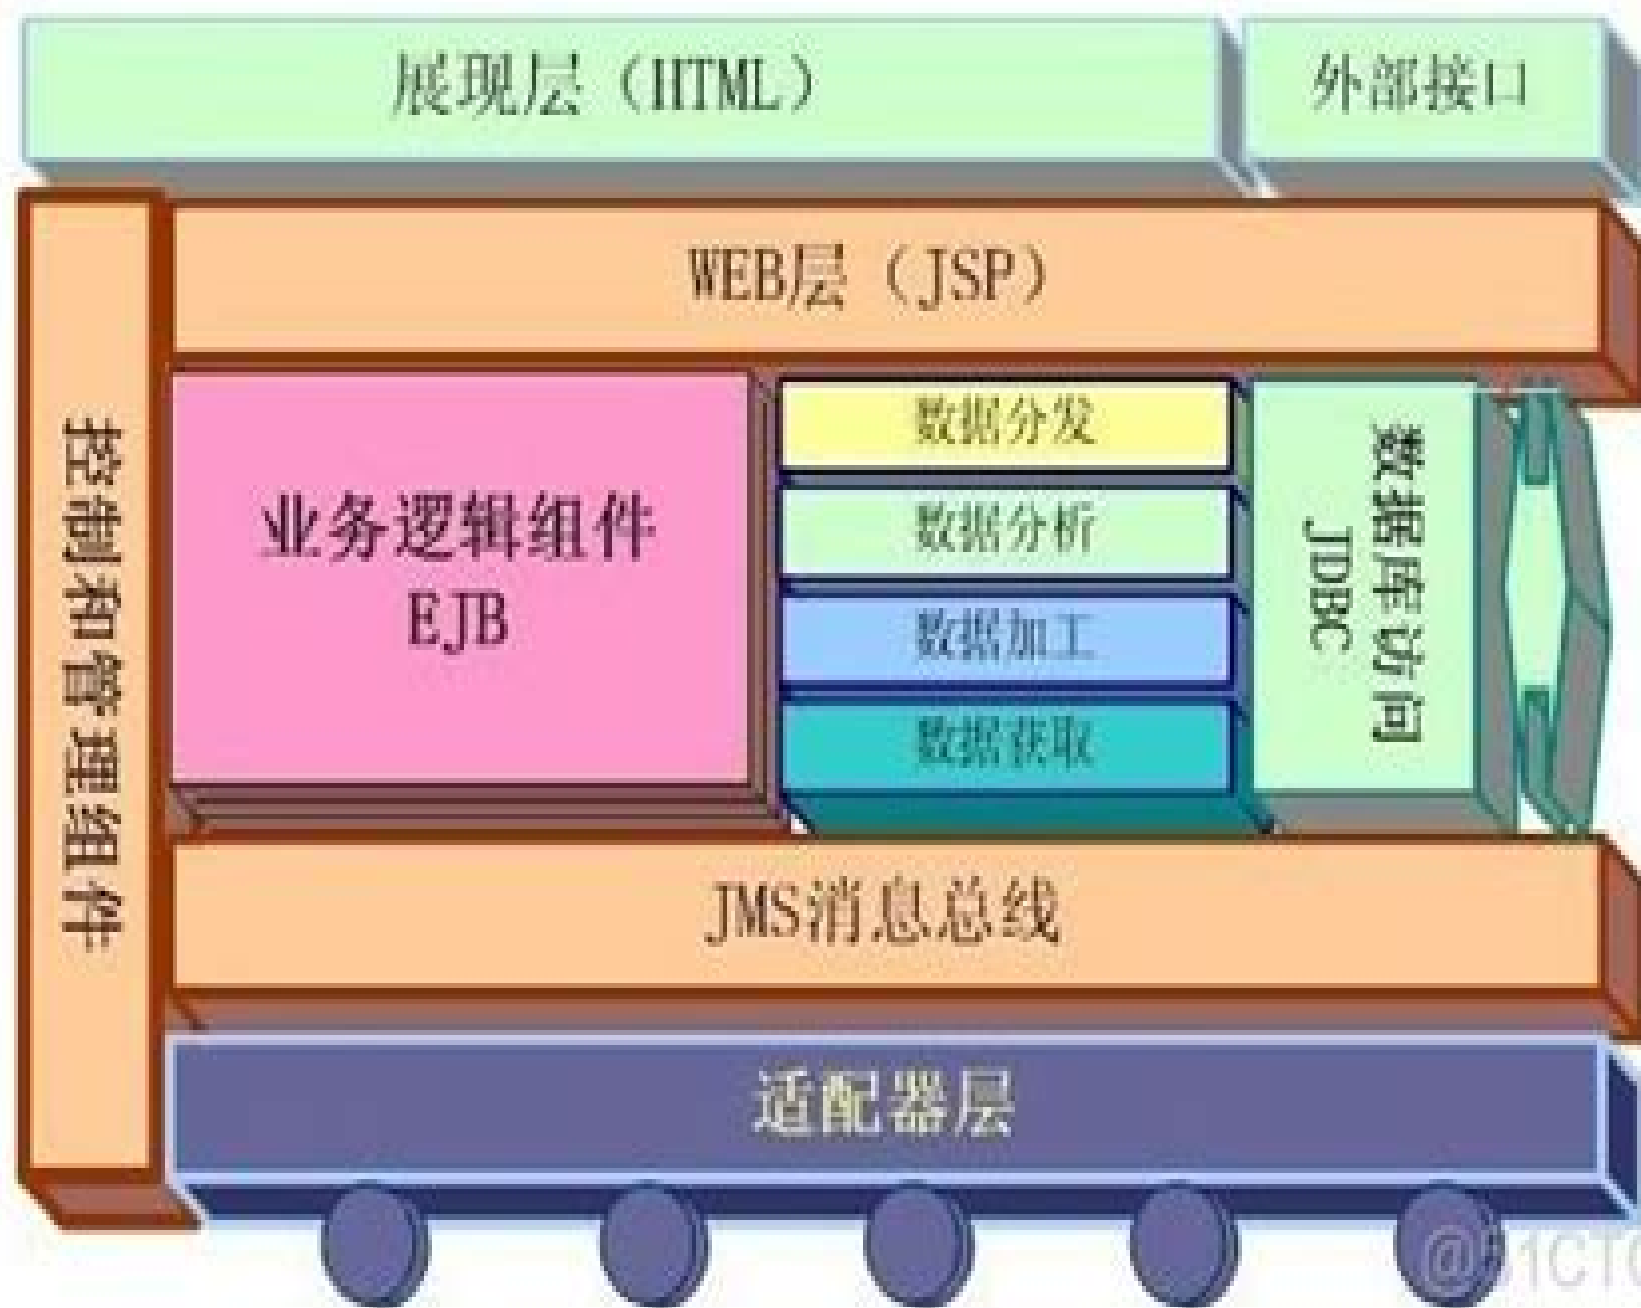 展现层（HTML）
外部接口
WEB层（JSP）
控制和管理组件
业务逻辑组件
EJB
数据分发
数据分析
数据加工
数据获取
数据库访问
JDBC
JMS消息总线
适配器层